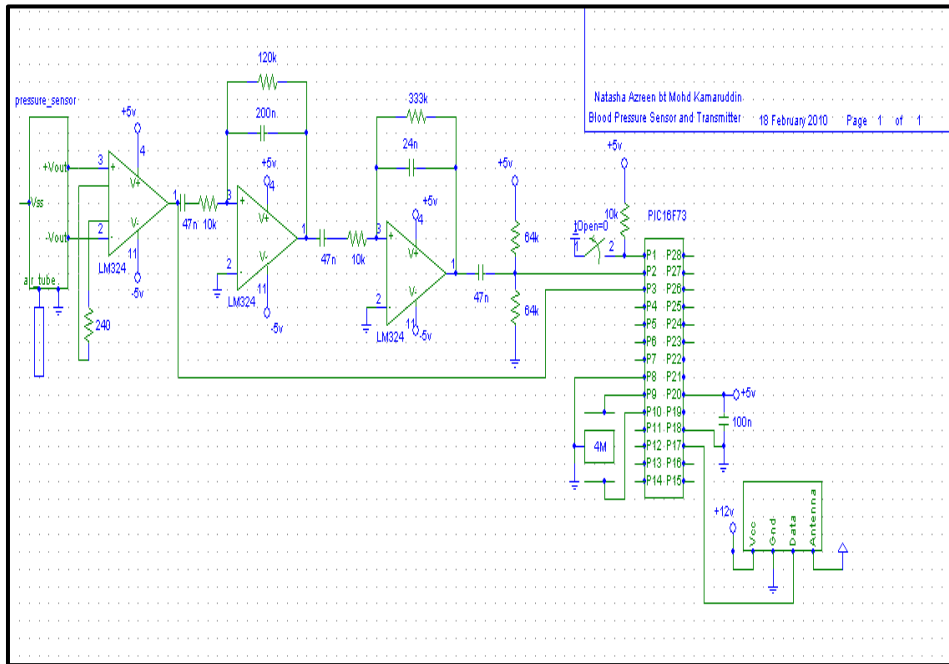 120k
200n
+5v
4
3
+
V+
V-
2
-
1
11
LM324
-5v
47n
10k
333k
24n
+5v
4
3
+
V+
V-
2
-
1
11
LM324
-5v
47n
10k
pressure_sensor
+Vout
Vss
-Vout
air_tube
+5v
4
3
+
V+
V-
2
-
1
11
LM324
-5v
240
47n
+5v
64k
64k
Natasha Azreen bt Mohd Kamaruddin
Blood Pressure Sensor and Transmitter 18 February 2010 Page 1 of 1
+5v
10k
tOpen=0
1 2
PIC16F73
P1 P28
P2 P27
P3 P26
P4 P25
P5 P24
P6 P23
P7 P22
P8 P21
P9 P20
P10 P19
P11 P18
P12 P17
P13 P16
P14 P15
4M
+5v
100n
+12v
Vcc
Gnd
Data
Antenna